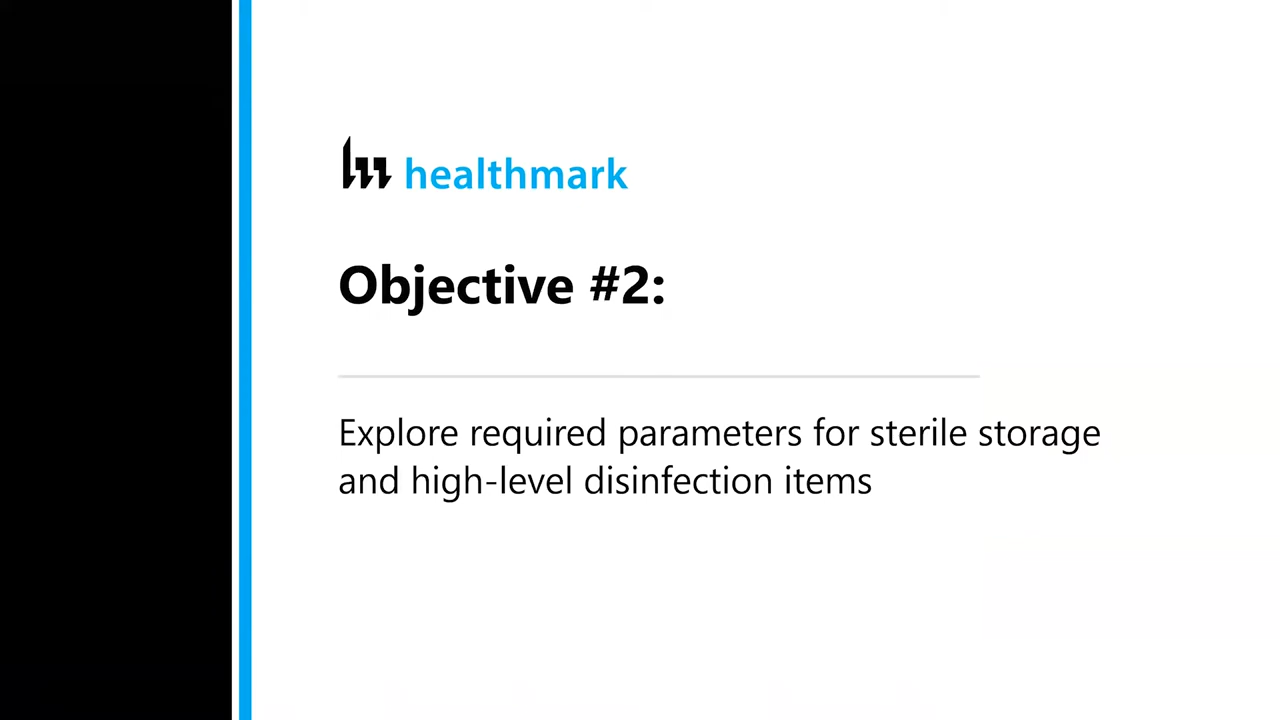 healthmark
Objective #2:
Explore required parameters for sterile storage
and high-level disinfection items